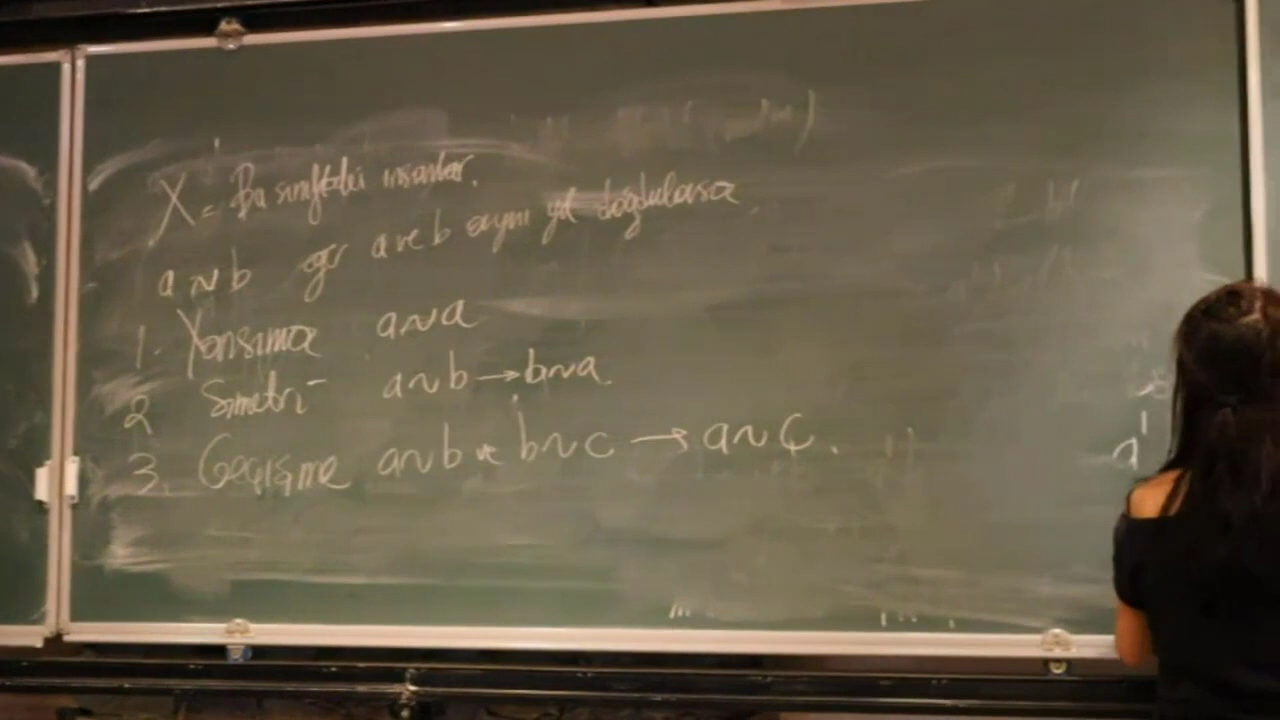 X = Bu sınıftaki insanlar.
a ~ b eğer a ve b aynı yıl doğdularsa.
1. Yansıma a ~ a
2 Simetri a ~ b → b ~ a.
3. Geçişme a ~ b ve b ~ c → a ~ c.